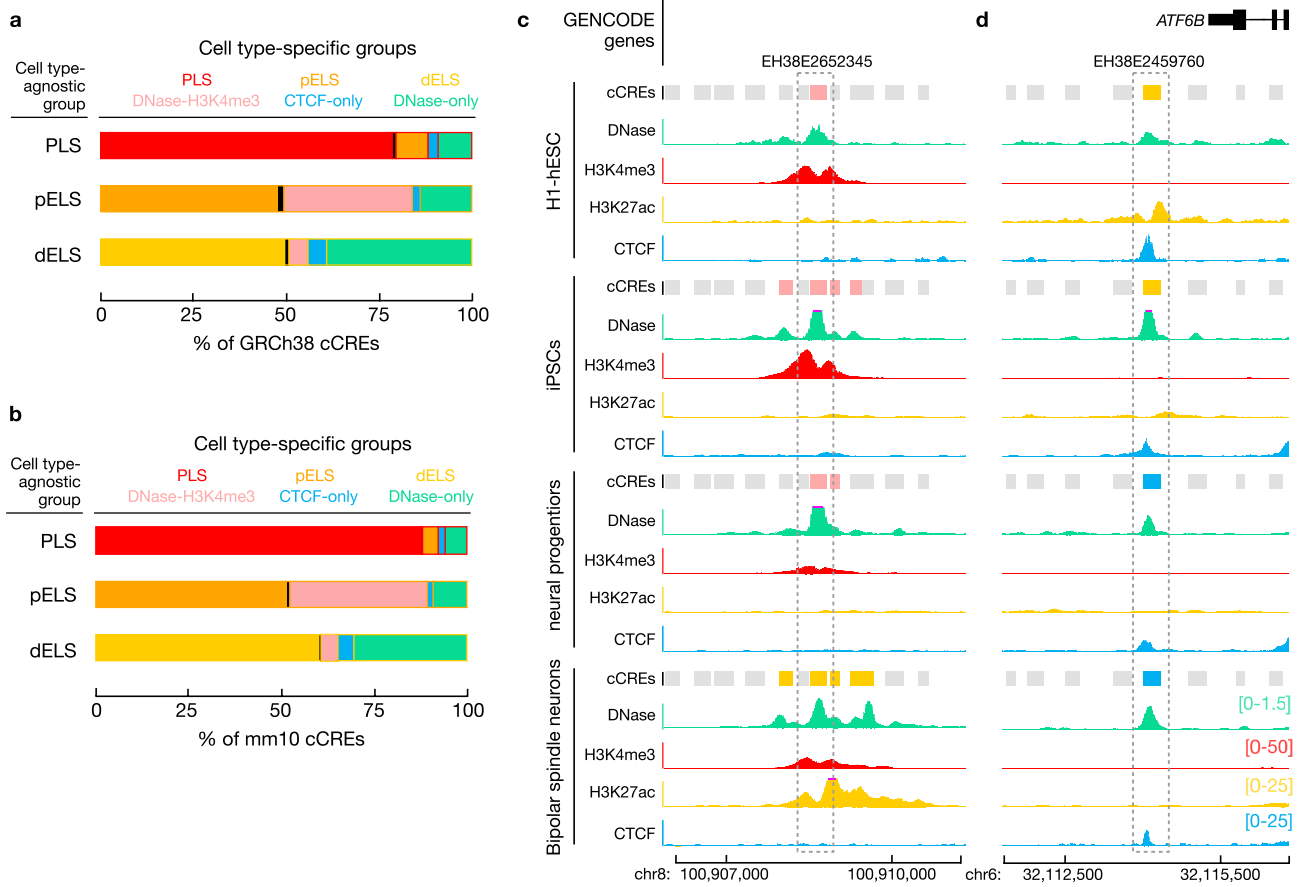 a
Cell type-specific groups
Cell type-
agnostic
group
PLS
pELS
dELS
DNase-H3K4me3
CTCF-only
DNase-only
PLS
pELS
dELS
0
25
50
75
100
% of GRCh38 cCREs
b
Cell type-specific groups
Cell type-
agnostic
group
PLS
pELS
dELS
DNase-H3K4me3
CTCF-only
DNase-only
PLS
pELS
dELS
0
25
50
75
100
% of mm10 cCREs
c
GENCODE
genes
EH38E2652345
H1-hESC
cCREs
DNase
H3K4me3
H3K27ac
CTCF
iPSCs
cCREs
DNase
H3K4me3
H3K27ac
CTCF
neural progentiors
cCREs
DNase
H3K4me3
H3K27ac
CTCF
Bipolar spindle neurons
cCREs
DNase
H3K4me3
H3K27ac
CTCF
chr8:
100,907,000
100,910,000
d
ATF6B
EH38E2459760
[0-1.5]
[0-50]
[0-25]
[0-25]
chr6:
32,112,500
32,115,500